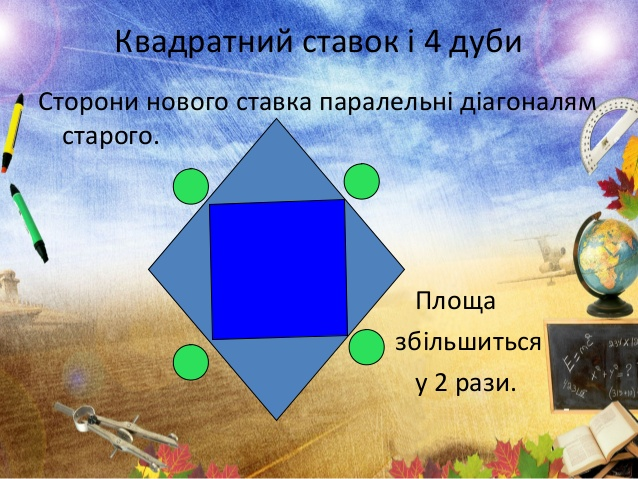 Квадратний ставок і 4 дуби
Сторони нового ставка паралельні діагоналям
старого.
Площа
збільшиться
у 2 рази.